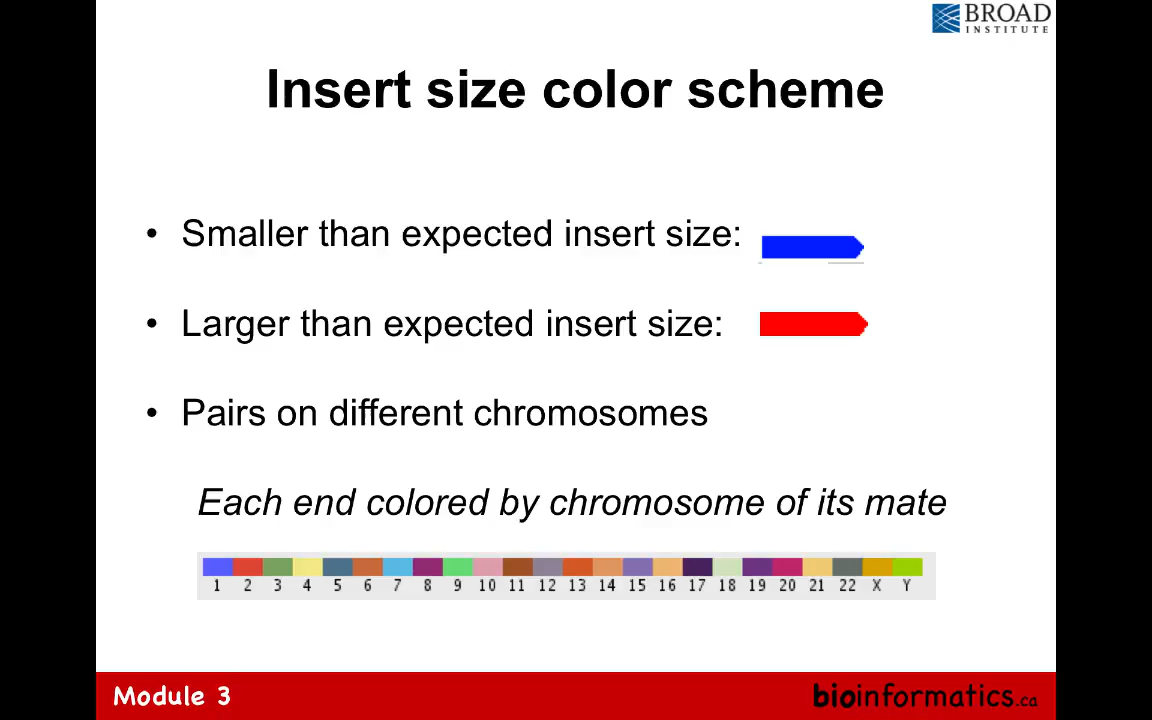 BROAD
INSTITUTE
Insert size color scheme
• Smaller than expected insert size:
• Larger than expected insert size:
• Pairs on different chromosomes
Each end colored by chromosome of its mate
1 2 3 4 5 6 7 8 9 10 11 12 13 14 15 16 17 18 19 20 21 22 X Y
Module 3
bioinformatics.ca